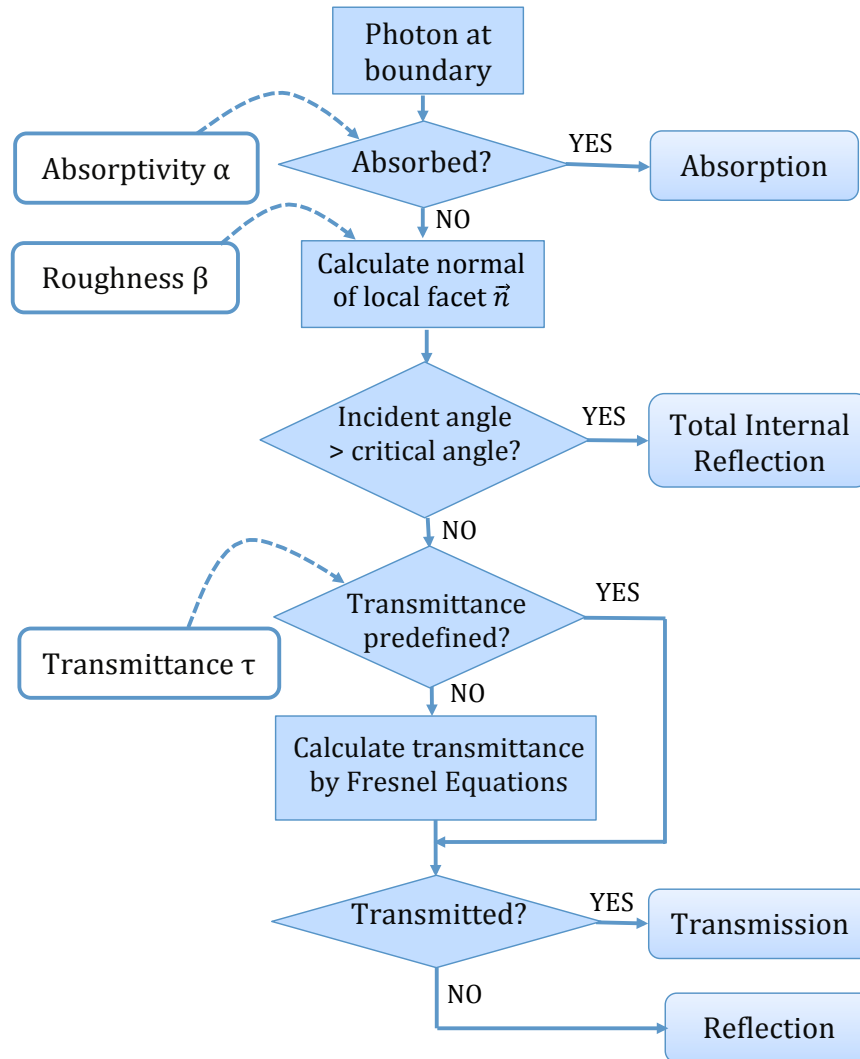 Photon at
boundary
Absorptivity α
Absorbed?
YES
Absorption
NO
Roughness β
Calculate normal
of local facet n⃗
Incident angle
> critical angle?
YES
Total Internal
Reflection
NO
Transmittance
predefined?
YES
Transmittance τ
NO
Calculate transmittance
by Fresnel Equations
Transmitted?
YES
Transmission
NO
Reflection